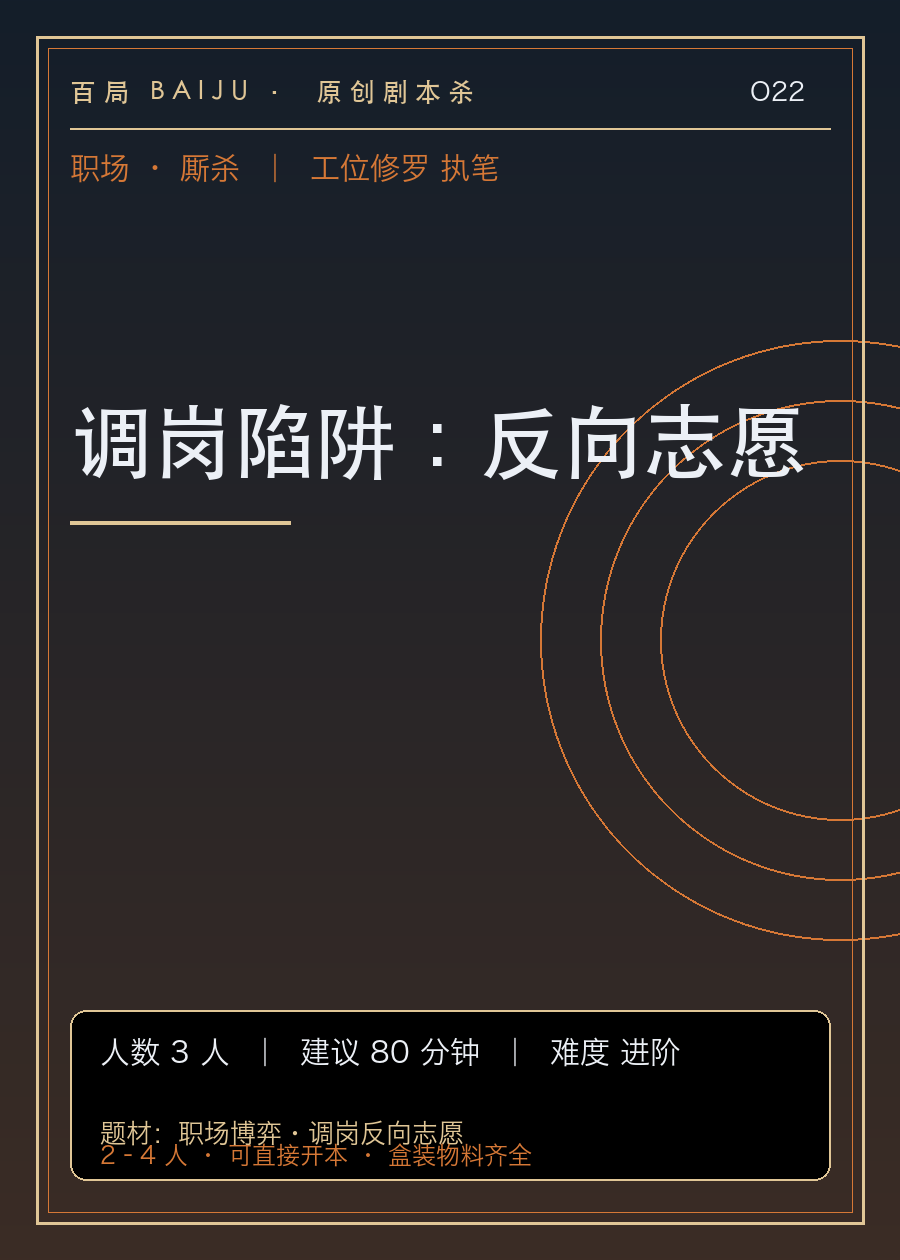 百局 BAIJU · 原创剧本杀 022
职场 · 厮杀 ｜ 工位修罗 执笔
调岗陷阱：反向志愿
人数 3 人 ｜ 建议 80 分钟 ｜ 难度 进阶
题材: 职场博弈·调岗反向志愿
2-4 人 · 可直接开本 · 盒装物料齐全